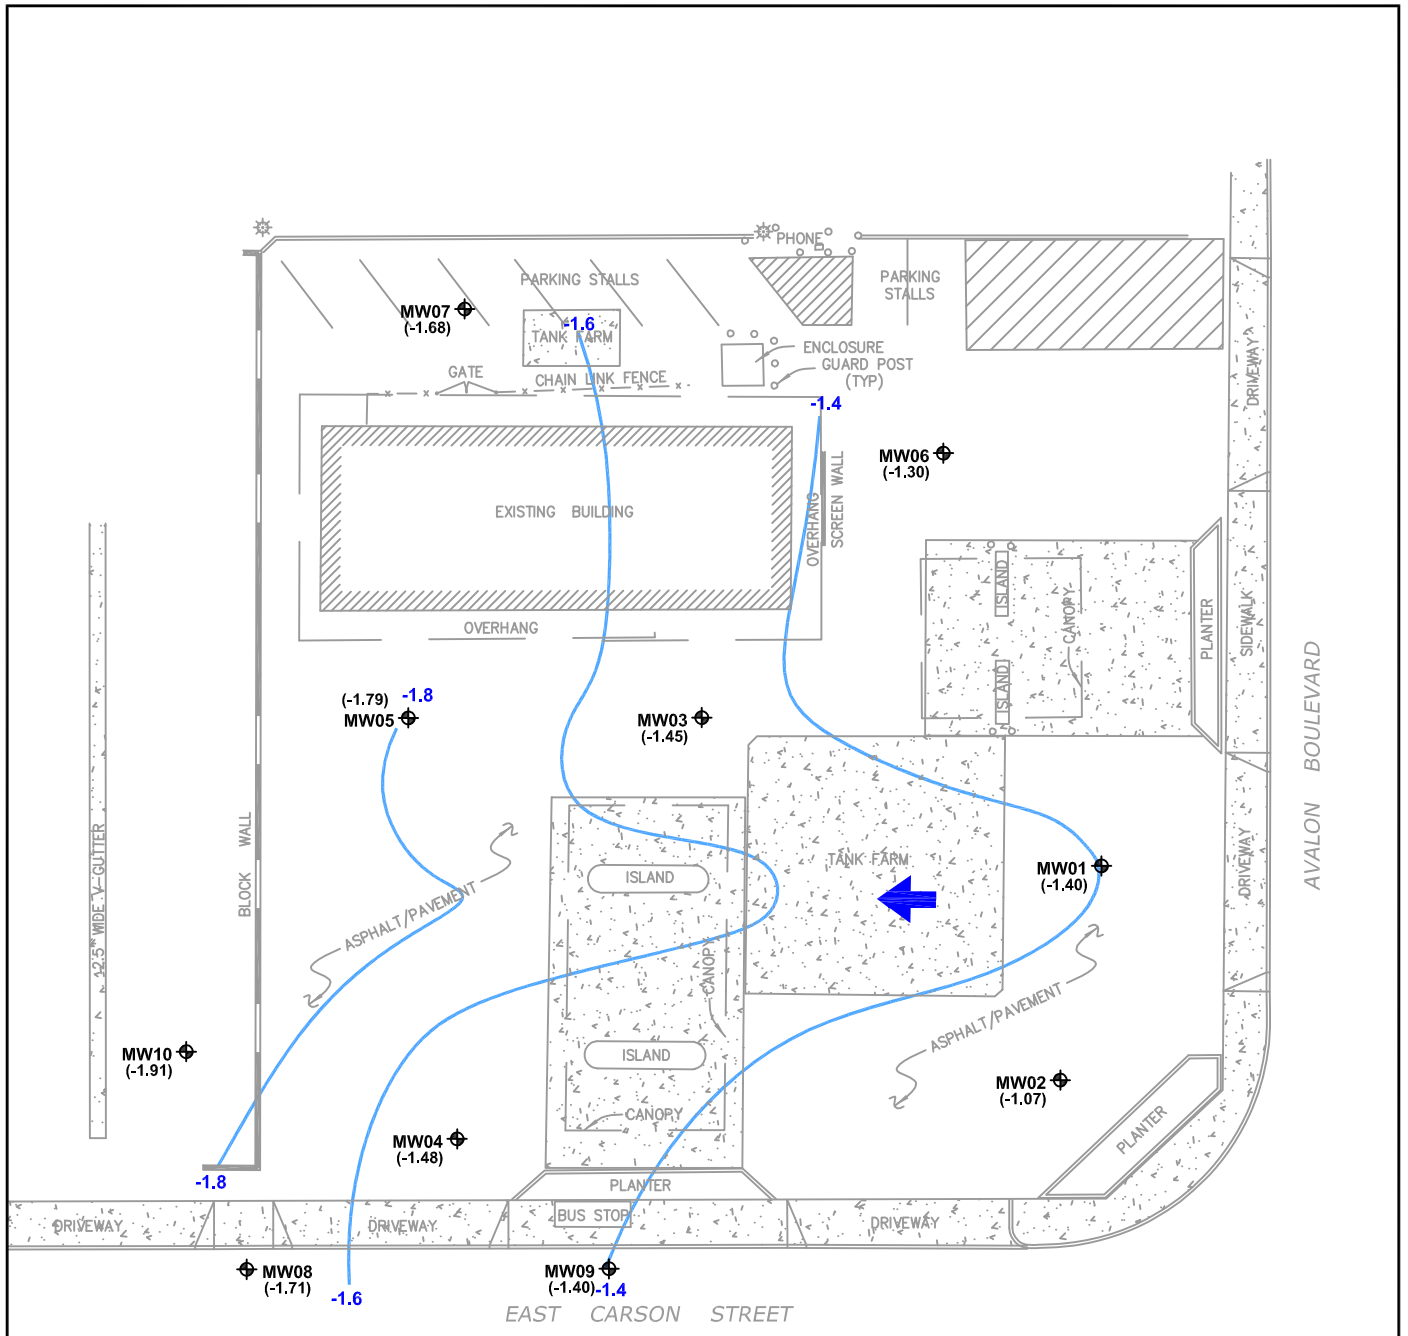 PHONE
PARKING STALLS
PARKING
STALLS
MW07
(-1.68)
-1.6
TANK FARM
ENCLOSURE
GUARD POST
(TYP)
GATE
CHAIN LINK FENCE
-1.4
DRIVEWAY
MW06
(-1.30)
EXISTING BUILDING
OVERHANG
SCREEN WALL
ISLAND
CANOPY
PLANTER
SIDEWALK
OVERHANG
ISLAND
AVALON BOULEVARD
(-1.79)
-1.8
MW05
MW03
(-1.45)
BLOCK WALL
12.5" WIDE V-GUTTER
TANK FARM
MW01
(-1.40)
DRIVEWAY
ISLAND
ASPHALT/PAVEMENT
CANOPY
ASPHALT/PAVEMENT
MW10
(-1.91)
ISLAND
MW02
(-1.07)
CANOPY
PLANTER
MW04
(-1.48)
-1.8
PLANTER
DRIVEWAY
DRIVEWAY
BUS STOP
DRIVEWAY
MW08
(-1.71)
-1.6
MW09
(-1.40)
-1.4
EAST CARSON STREET